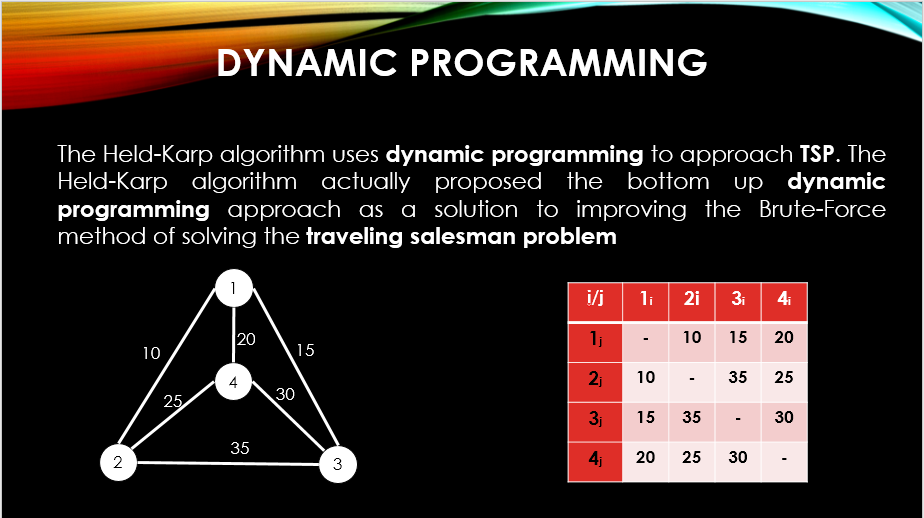 DYNAMIC PROGRAMMING
The Held-Karp algorithm uses dynamic programming to approach TSP. The
Held-Karp algorithm actually proposed the bottom up dynamic
programming approach as a solution to improving the Brute-Force
method of solving the traveling salesman problem
1
10
20
15
4
25
30
35
2
3
i/j 1i 2i 3i 4i
1j - 10 15 20
2j 10 - 35 25
3j 15 35 - 30
4j 20 25 30 -